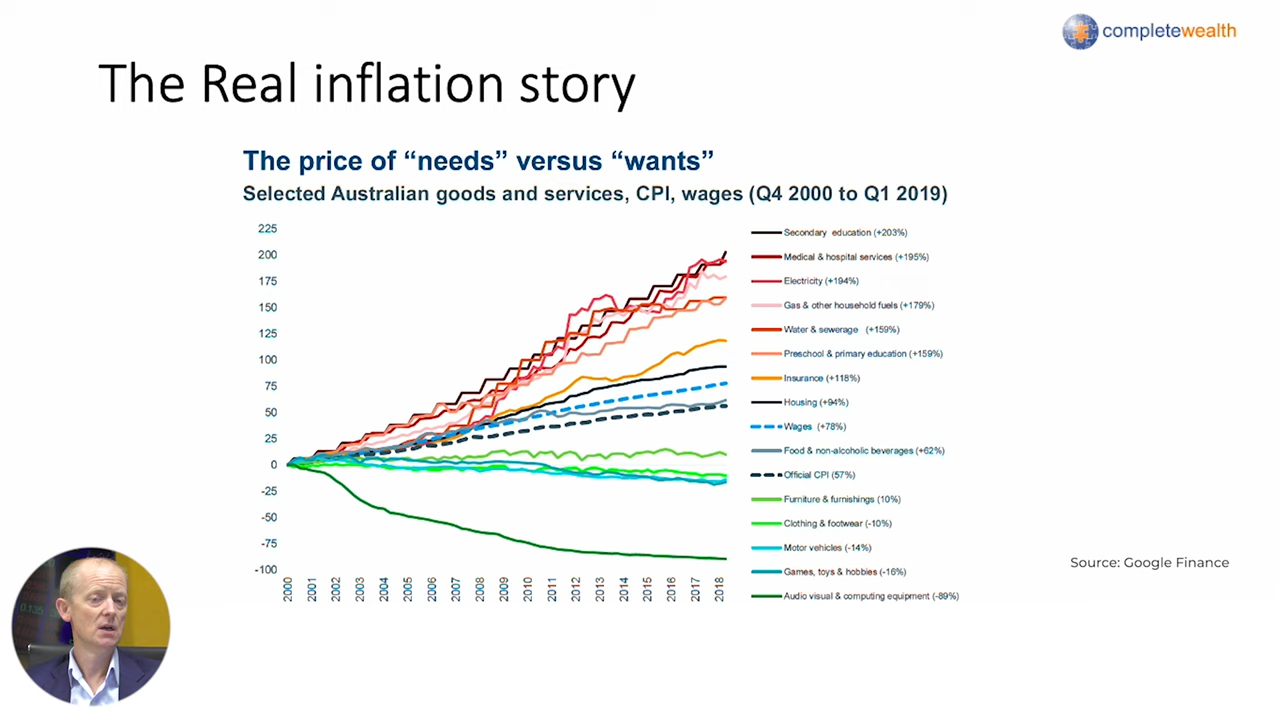 completewealth
The Real inflation story
The price of “needs” versus “wants”
Selected Australian goods and services, CPI, wages (Q4 2000 to Q1 2019)
225
200
175
150
125
100
75
50
25
0
-25
-50
-75
-100
2000
2001
2002
2003
2004
2005
2006
2007
2008
2009
2010
2011
2012
2013
2014
2015
2016
2017
2018
Secondary education (+203%)
Medical & hospital services (+195%)
Electricity (+194%)
Gas & other household fuels (+179%)
Water & sewerage (+159%)
Preschool & primary education (+159%)
Insurance (+118%)
Housing (+94%)
Wages (+78%)
Food & non-alcoholic beverages (+62%)
Official CPI (57%)
Furniture & furnishings (10%)
Clothing & footwear (-10%)
Motor vehicles (-14%)
Games, toys & hobbies (-16%)
Audio visual & computing equipment (-89%)
Source: Google Finance
0.135